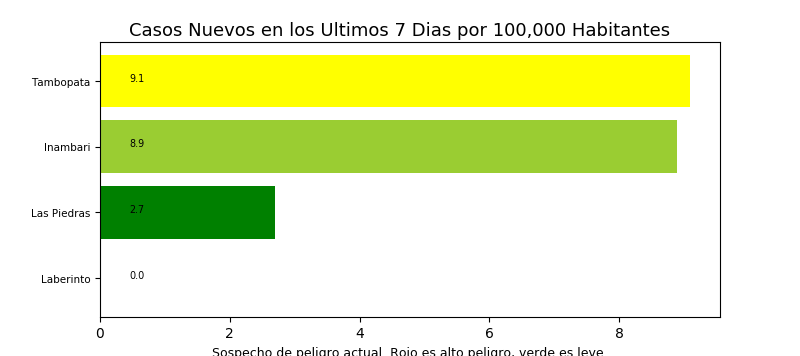 Casos Nuevos en los Ultimos 7 Dias por 100,000 Habitantes
Tambopata 9.1
Inambari 8.9
Las Piedras 2.7
Laberinto 0.0
0 2 4 6 8
Sospecho de peligro actual. Rojo es alto peligro, verde es leve